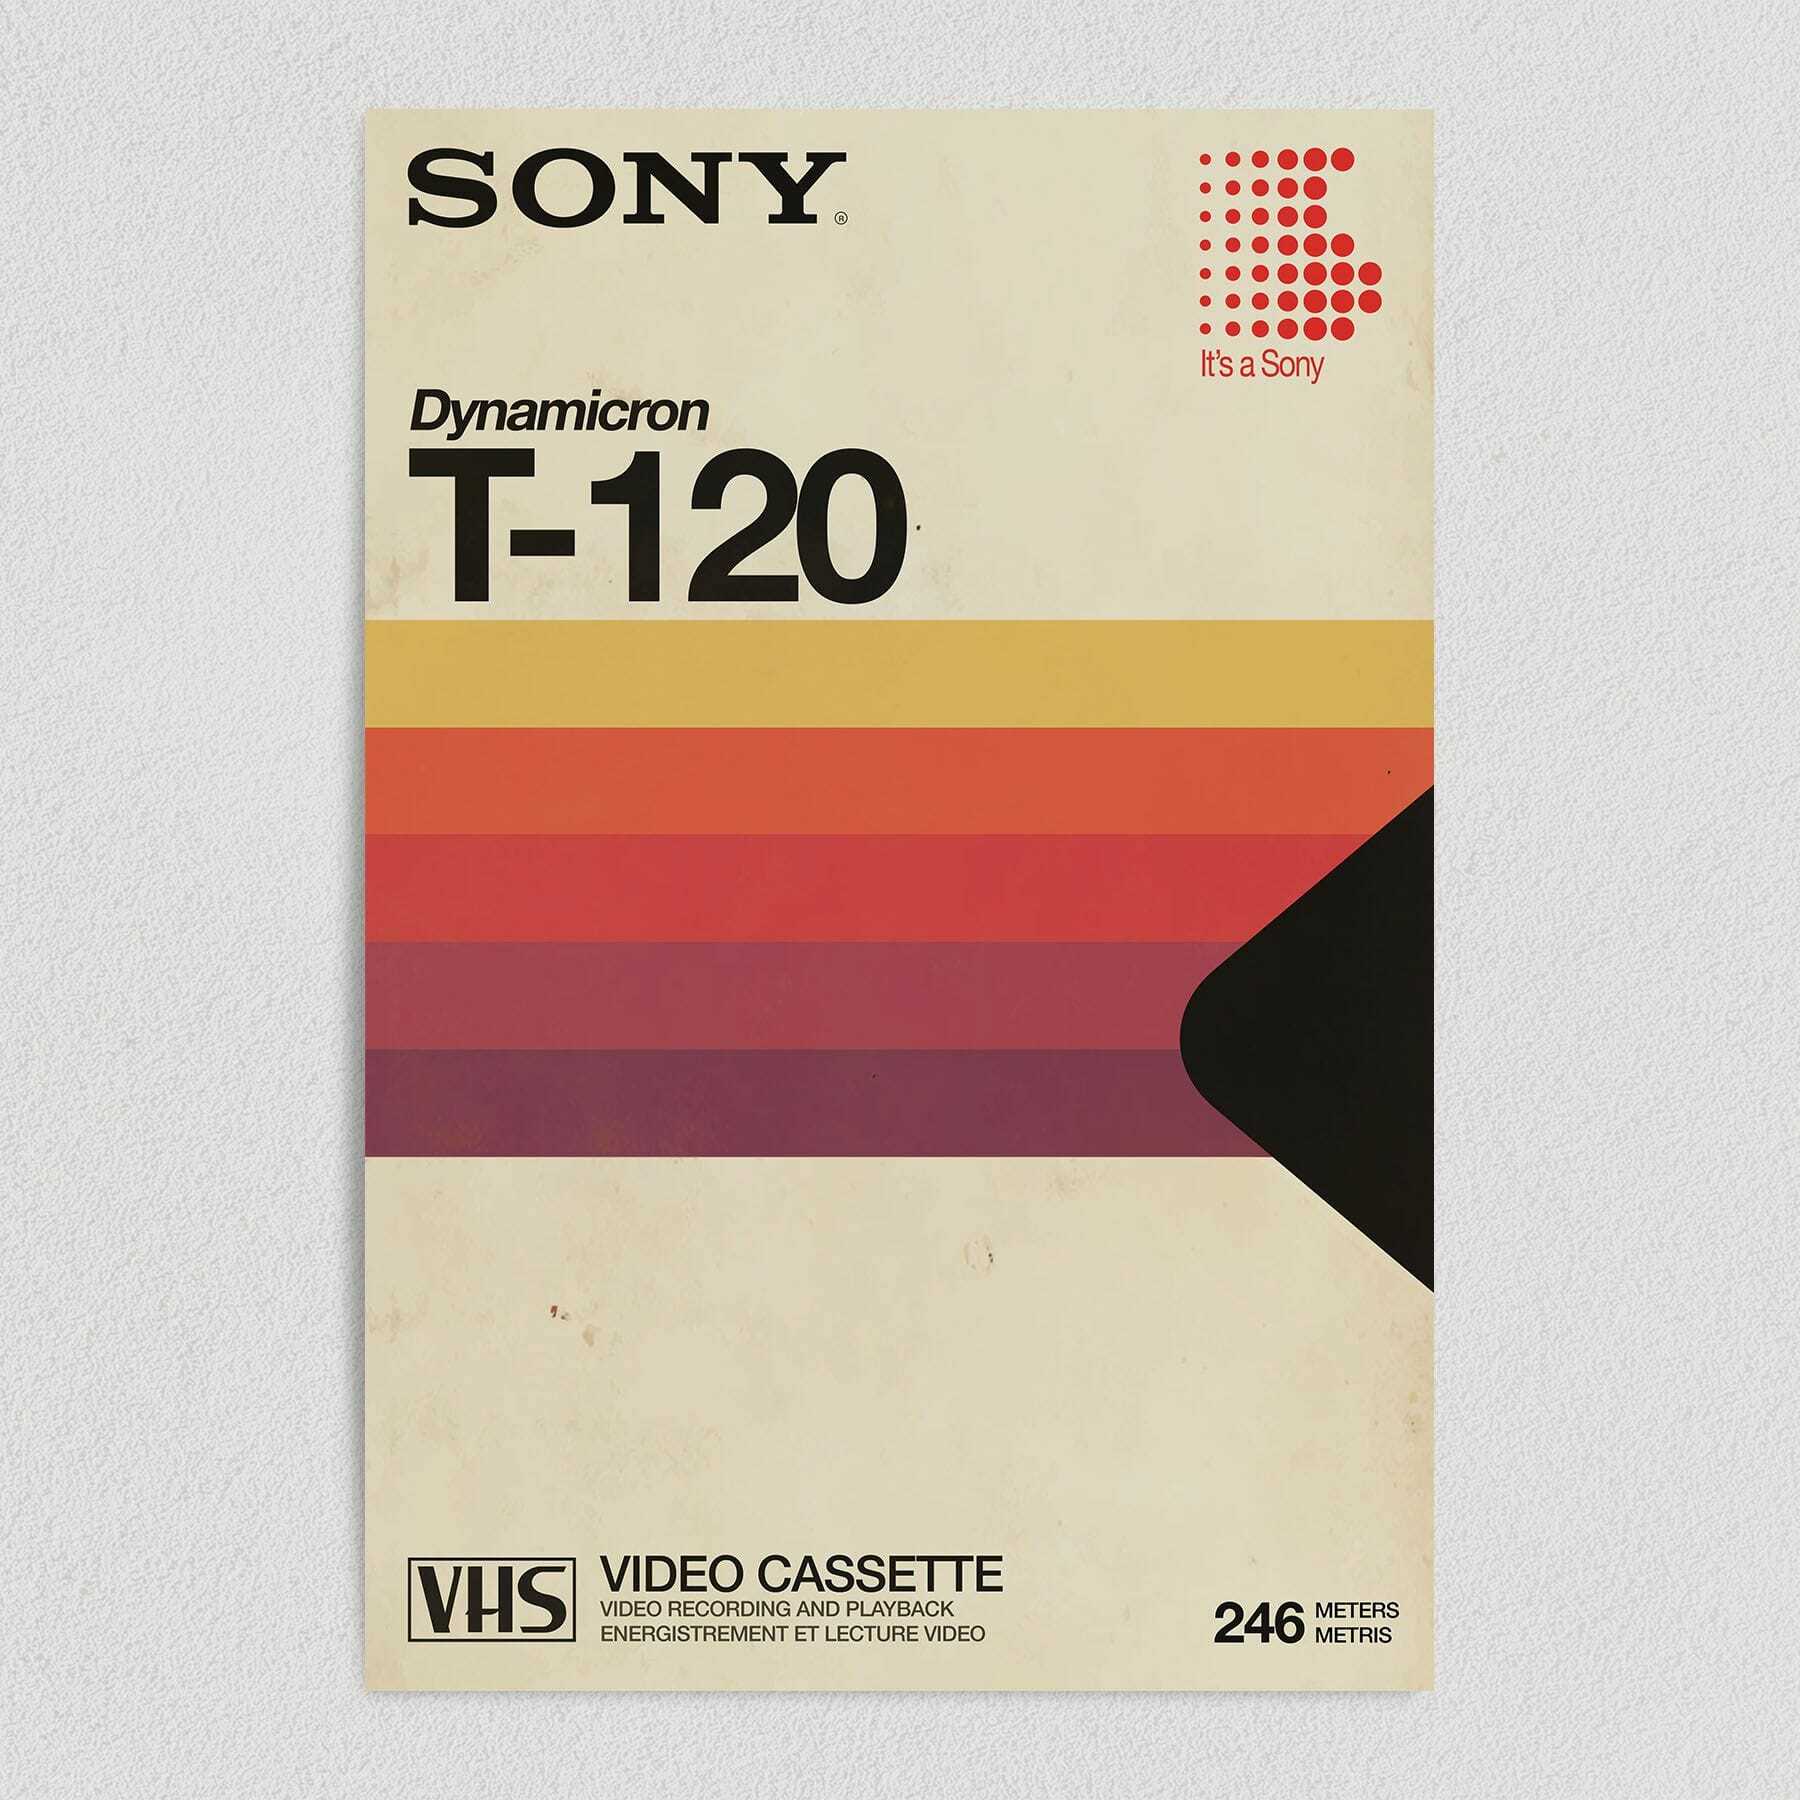 SONY®
It's a Sony
Dynamicron
T-120
VHS
VIDEO CASSETTE
VIDEO RECORDING AND PLAYBACK
ENERGISTREMENT ET LECTURE VIDEO
246 METERS
METRIS